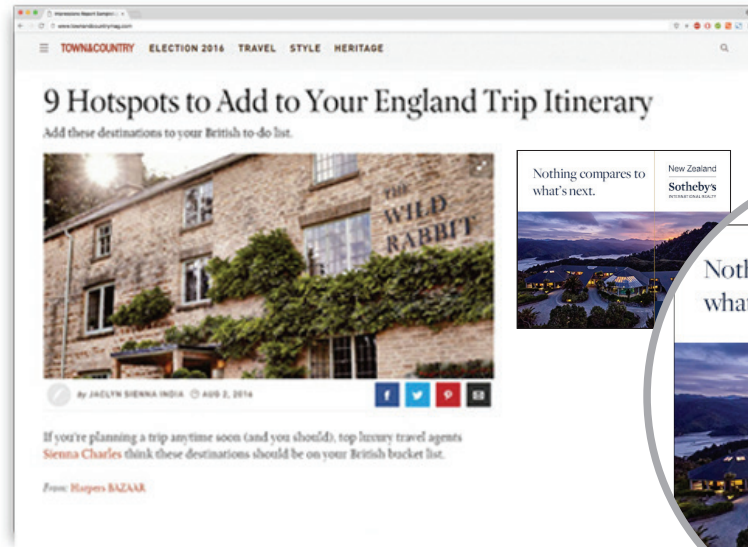 www.townandcountrymag.com
TOWN&COUNTRY ELECTION 2016 TRAVEL STYLE HERITAGE
9 Hotspots to Add to Your England Trip Itinerary
Add these destinations to your British to-do list.
THE
WILD
RABBIT
Nothing compares to
what's next.
New Zealand
Sotheby's
INTERNATIONAL REALTY
Noth
what
By JACLYN SIENNA INDIA AUG 2, 2016
If you're planning a trip anytime soon (and you should), top luxury travel agents
Sienna Charles think these destinations should be on your British bucket list.
From: Harpers BAZAAR